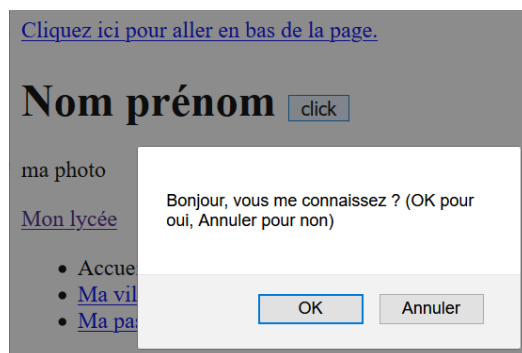 Cliquez ici pour aller en bas de la page.
Nom prénom click
ma photo
Bonjour, vous me connaissez ? (OK pour
oui, Annuler pour non)
Mon lycée
Accue
Ma vil
Ma pas
OK Annuler